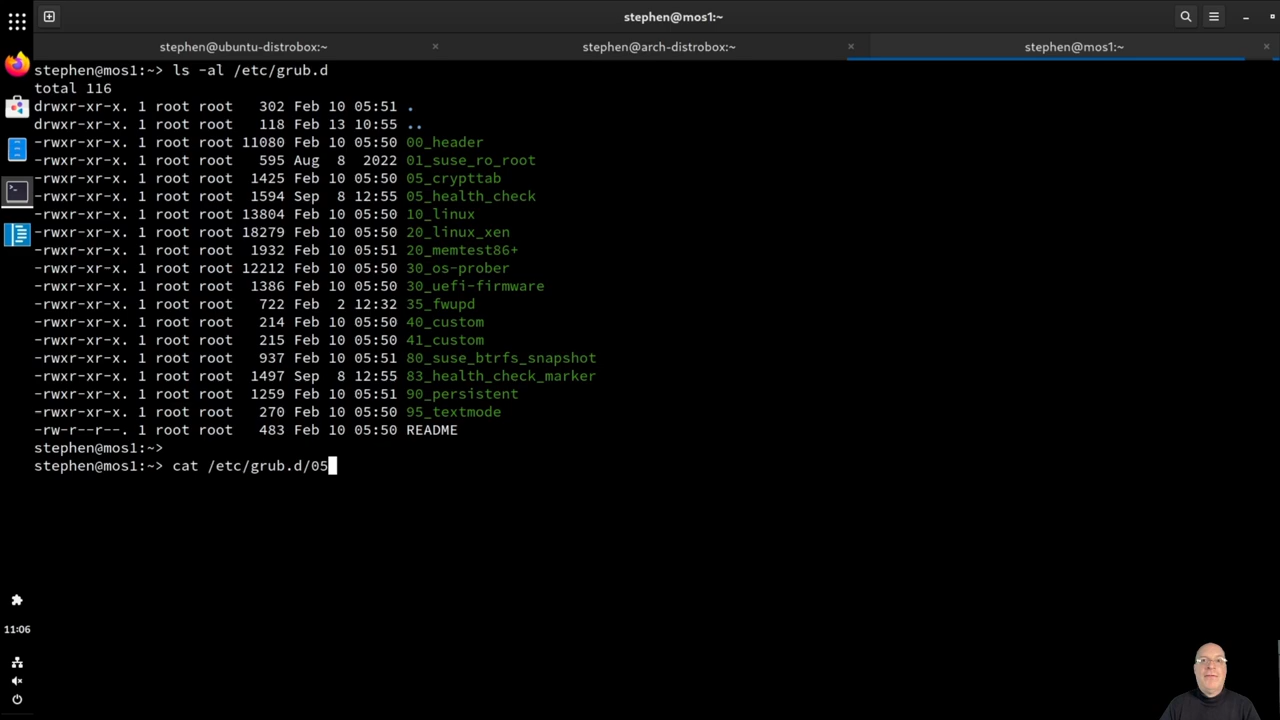 stephen@mos1:~
stephen@ubuntu-distrobox:~ × stephen@arch-distrobox:~ × stephen@mos1:~ ×
stephen@mos1:~> ls -al /etc/grub.d
total 116
drwxr-xr-x. 1 root root   302 Feb 10 05:51 .
drwxr-xr-x. 1 root root   118 Feb 13 10:55 ..
-rwxr-xr-x. 1 root root 11080 Feb 10 05:50 00_header
-rwxr-xr-x. 1 root root   595 Aug  8  2022 01_suse_ro_root
-rwxr-xr-x. 1 root root  1425 Feb 10 05:50 05_crypttab
-rwxr-xr-x. 1 root root  1594 Sep  8 12:55 05_health_check
-rwxr-xr-x. 1 root root 13804 Feb 10 05:50 10_linux
-rwxr-xr-x. 1 root root 18279 Feb 10 05:50 20_linux_xen
-rwxr-xr-x. 1 root root  1932 Feb 10 05:51 20_memtest86+
-rwxr-xr-x. 1 root root 12212 Feb 10 05:50 30_os-prober
-rwxr-xr-x. 1 root root  1386 Feb 10 05:50 30_uefi-firmware
-rwxr-xr-x. 1 root root   722 Feb  2 12:32 35_fwupd
-rwxr-xr-x. 1 root root   214 Feb 10 05:50 40_custom
-rwxr-xr-x. 1 root root   215 Feb 10 05:50 41_custom
-rwxr-xr-x. 1 root root   937 Feb 10 05:51 80_suse_btrfs_snapshot
-rwxr-xr-x. 1 root root  1497 Sep  8 12:55 83_health_check_marker
-rwxr-xr-x. 1 root root  1259 Feb 10 05:51 90_persistent
-rwxr-xr-x. 1 root root   270 Feb 10 05:50 95_textmode
-rw-r--r--. 1 root root   483 Feb 10 05:50 README
stephen@mos1:~>
stephen@mos1:~> cat /etc/grub.d/05
11:06